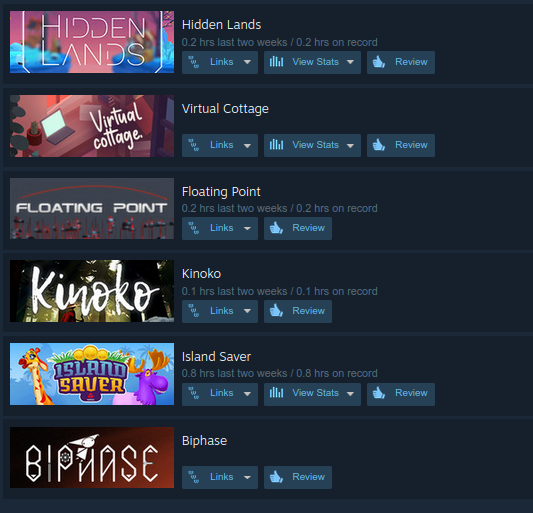 HIDDEN
LANDS
Hidden Lands
0.2 hrs last two weeks / 0.2 hrs on record
Links View Stats Review
Virtual
cottage.
Virtual Cottage
Links View Stats Review
FLOATING POINT
Floating Point
0.2 hrs last two weeks / 0.2 hrs on record
Links Review
Kinoko
Kinoko
0.1 hrs last two weeks / 0.1 hrs on record
Links Review
ISLAND
SAVER
Island Saver
0.8 hrs last two weeks / 0.8 hrs on record
Links View Stats Review
BIPHASE
Biphase
Links Review